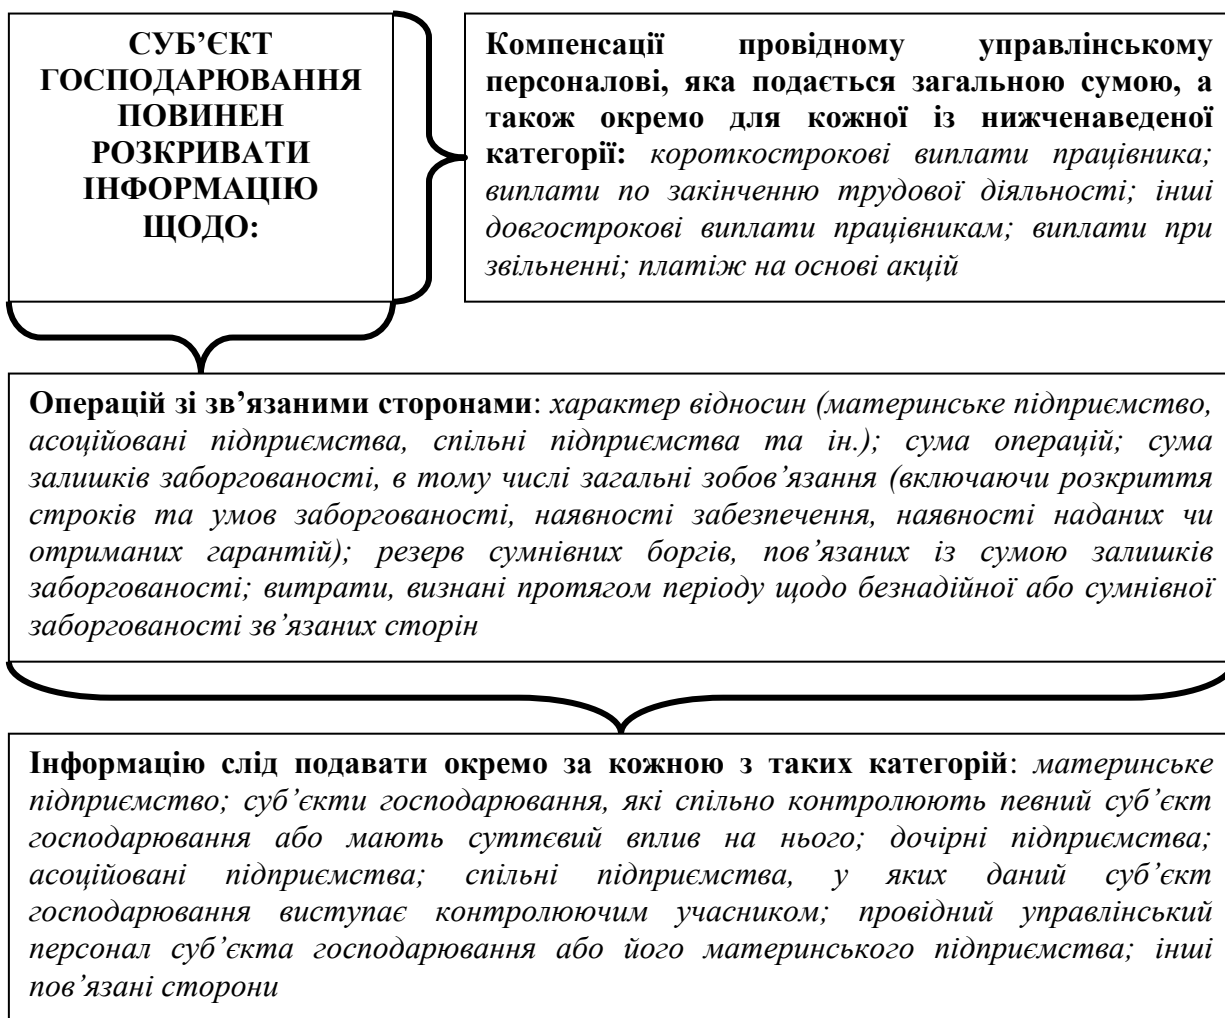 СУБ’ЄКТ
ГОСПОДАРЮВАННЯ
ПОВИНЕН
РОЗКРИВАТИ
ІНФОРМАЦІЮ
ЩОДО:
Компенсації провідному управлінському
персоналові, яка подається загальною сумою, а
також окремо для кожної із нижченаведеної
категорії: короткострокові виплати працівника;
виплати по закінченню трудової діяльності; інші
довгострокові виплати працівникам; виплати при
звільненні; платіж на основі акцій
Операцій зі зв’язаними сторонами: характер відносин (материнське підприємство,
асоційовані підприємства, спільні підприємства та ін.); сума операцій; сума
залишків заборгованості, в тому числі загальні зобов’язання (включаючи розкриття
строків та умов заборгованості, наявності забезпечення, наявності наданих чи
отриманих гарантій); резерв сумнівних боргів, пов’язаних із сумою залишків
заборгованості; витрати, визнані протягом періоду щодо безнадійної або сумнівної
заборгованості зв’язаних сторін
Інформацію слід подавати окремо за кожною з таких категорій: материнське
підприємство; суб’єкти господарювання, які спільно контролюють певний суб’єкт
господарювання або мають суттєвий вплив на нього; дочірні підприємства;
асоційовані підприємства; спільні підприємства, у яких даний суб’єкт
господарювання виступає контролюючим учасником; провідний управлінський
персонал суб’єкта господарювання або його материнського підприємства; інші
пов’язані сторони